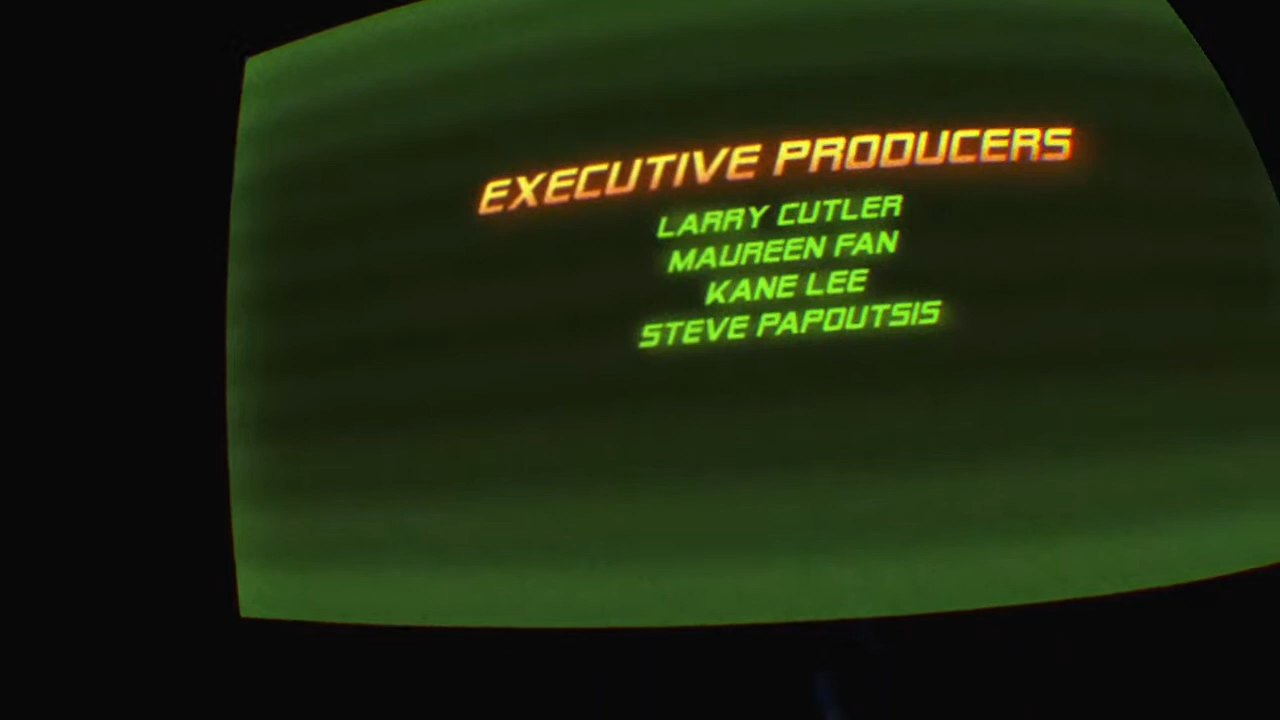 EXECUTIVE PRODUCERS
LARRY CUTLER
MAUREEN FAN
KANE LEE
STEVE PAPOUTSIS